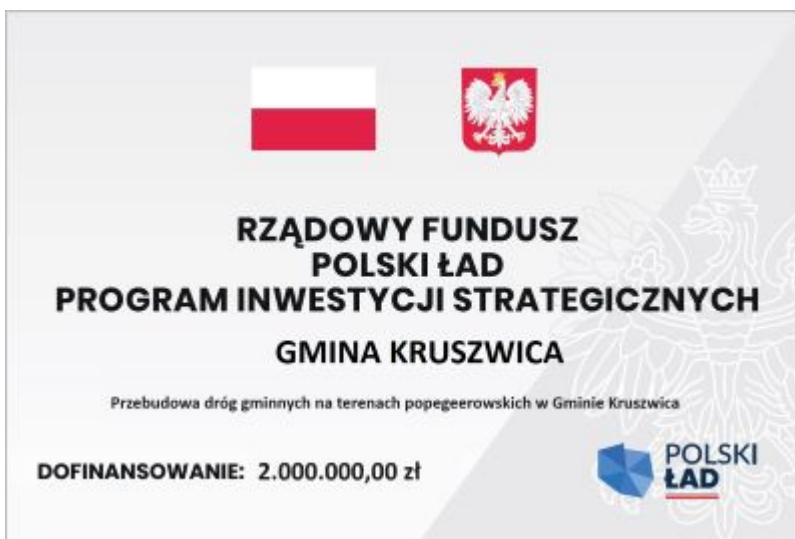 RZĄDOWY FUNDUSZ
POLSKI ŁAD
PROGRAM INWESTYCJI STRATEGICZNYCH
GMINA KRUSZWICA
Przebudowa dróg gminnych na terenach popegeerowskich w Gminie Kruszwica
DOFINANSOWANIE: 2.000.000,00 zł
POLSKI
ŁAD